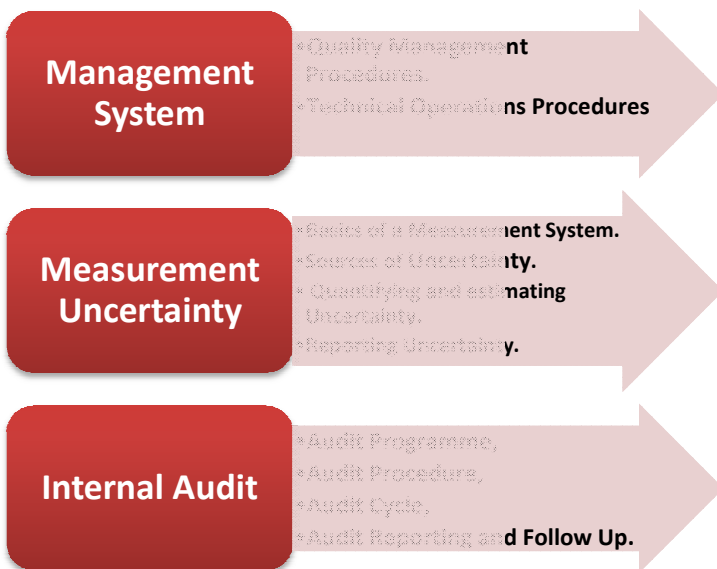 Management
System
•Quality Management
Procedures.
•Technical Operations Procedures
Measurement
Uncertainty
•Basics of a Measurement System.
•Sources of Uncertainty.
• Quantifying and estimating
Uncertainty.
•Reporting Uncertainty.
Internal Audit
•Audit Programme,
•Audit Procedure,
•Audit Cycle,
•Audit Reporting and Follow Up.